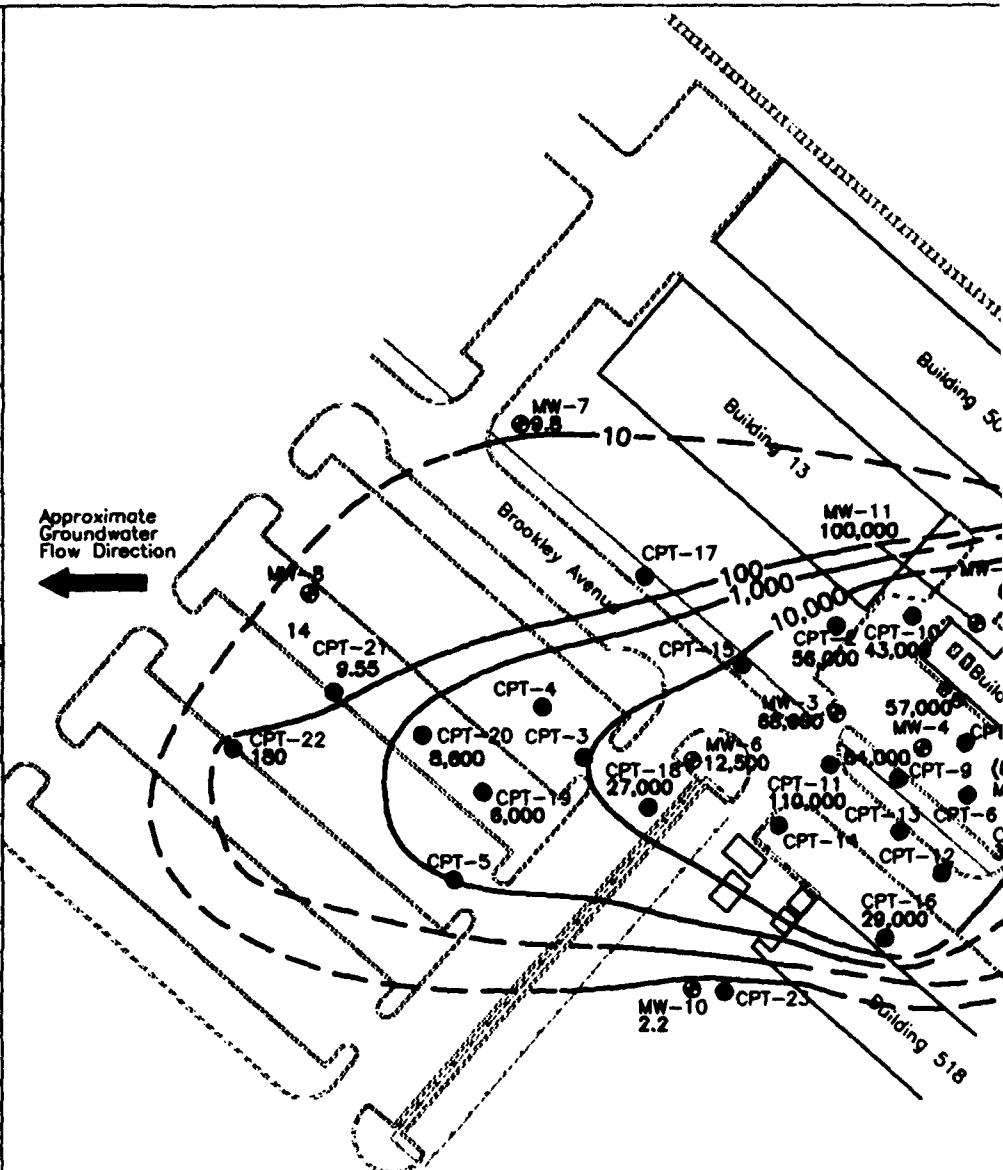 Building 50
MW-7
9.8
10
Building 13
Approximate
Groundwater
Flow Direction
MW-11
100,000
Brookley Avenue
CPT-17
100
1,000
10,000
MW-8
14
CPT-21
9.55
CPT-10
43,000
56,000
CPT-15
CPT-4
MW-3
57,000
MW-4
CPT-22
180
CPT-20
8,600
CPT-3
MW-6
12,500
CPT-18
27,000
CPT-11
110,000
CPT-9
CPT-19
6,000
CPT-13
CPT-6
CPT-14
CPT-12
CPT-5
CPT-16
29,000
MW-10
2.2
CPT-23
Building 518